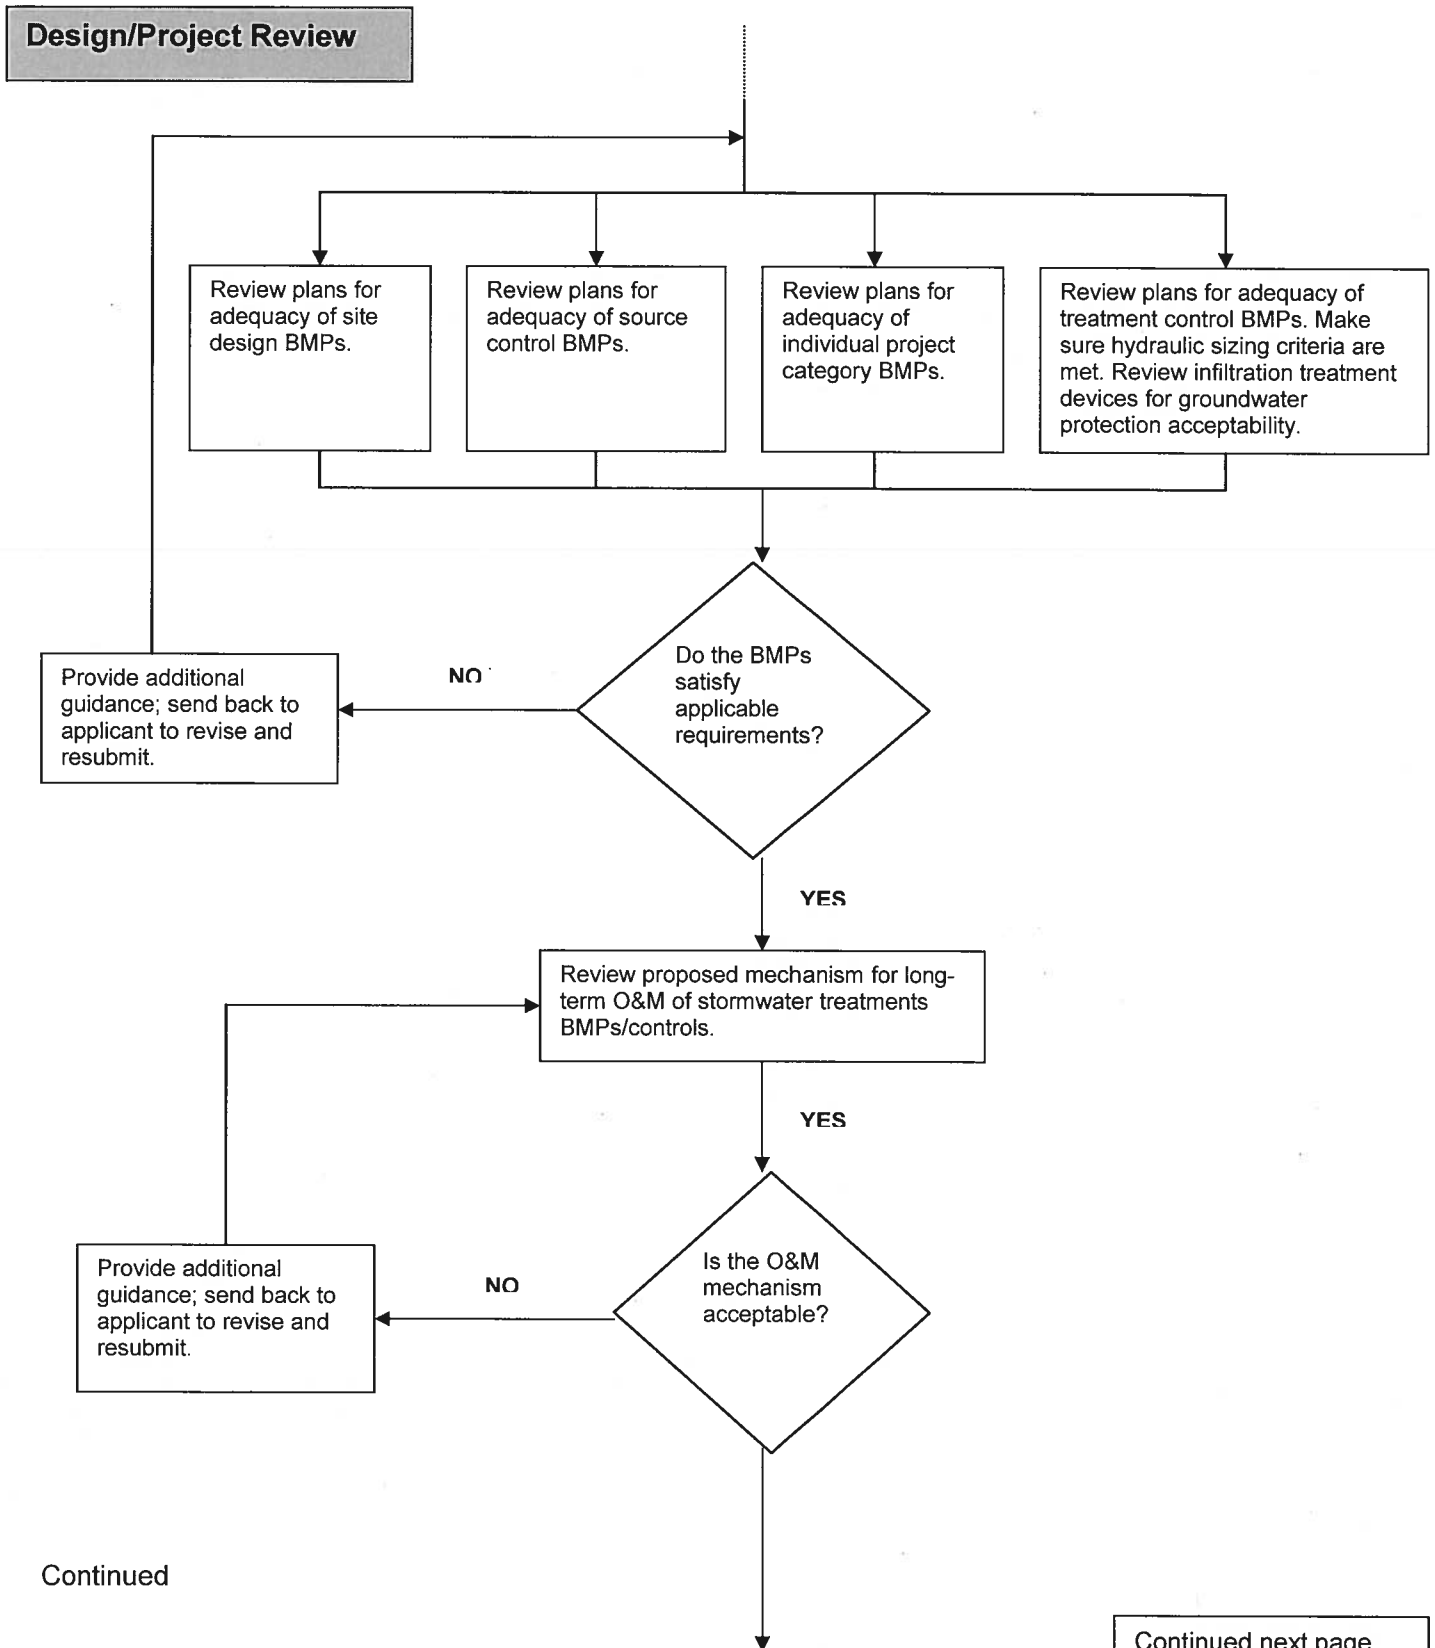 Design/Project Review
Review plans for
adequacy of site
design BMPs.
Review plans for
adequacy of source
control BMPs.
Review plans for
adequacy of
individual project
category BMPs.
Review plans for adequacy of
treatment control BMPs. Make
sure hydraulic sizing criteria are
met. Review infiltration treatment
devices for groundwater
protection acceptability.
Do the BMPs
satisfy
applicable
requirements?
NO
Provide additional
guidance; send back to
applicant to revise and
resubmit.
YES
Review proposed mechanism for long-
term O&M of stormwater treatments
BMPs/controls.
YES
Is the O&M
mechanism
acceptable?
NO
Provide additional
guidance; send back to
applicant to revise and
resubmit.
Continued
Continued next page